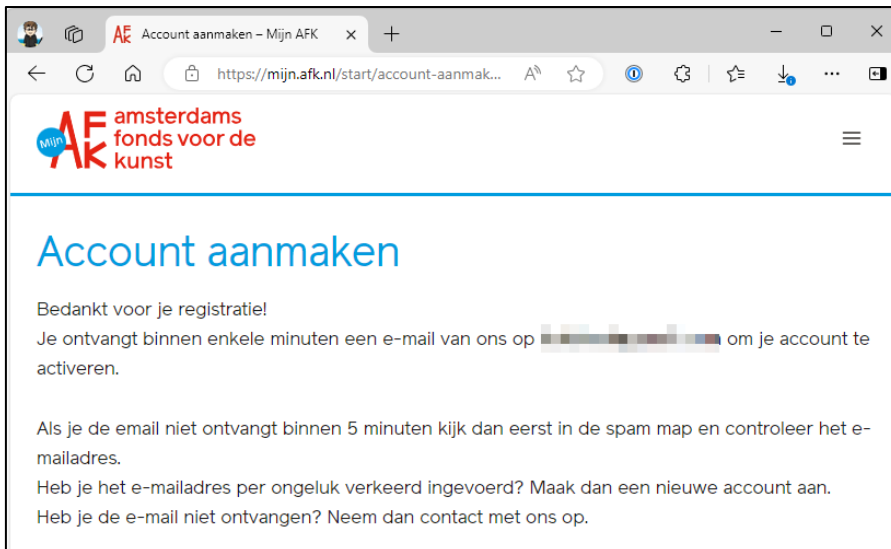 Account aanmaken – Mijn AFK
https://mijn.afk.nl/start/account-aanmak...
Mijn
AFK
amsterdams
fonds voor de
kunst
Account aanmaken
Bedankt voor je registratie!
Je ontvangt binnen enkele minuten een e-mail van ons op om je account te
activeren.
Als je de email niet ontvangt binnen 5 minuten kijk dan eerst in de spam map en controleer het e-
mailadres.
Heb je het e-mailadres per ongeluk verkeerd ingevoerd? Maak dan een nieuwe account aan.
Heb je de e-mail niet ontvangen? Neem dan contact met ons op.